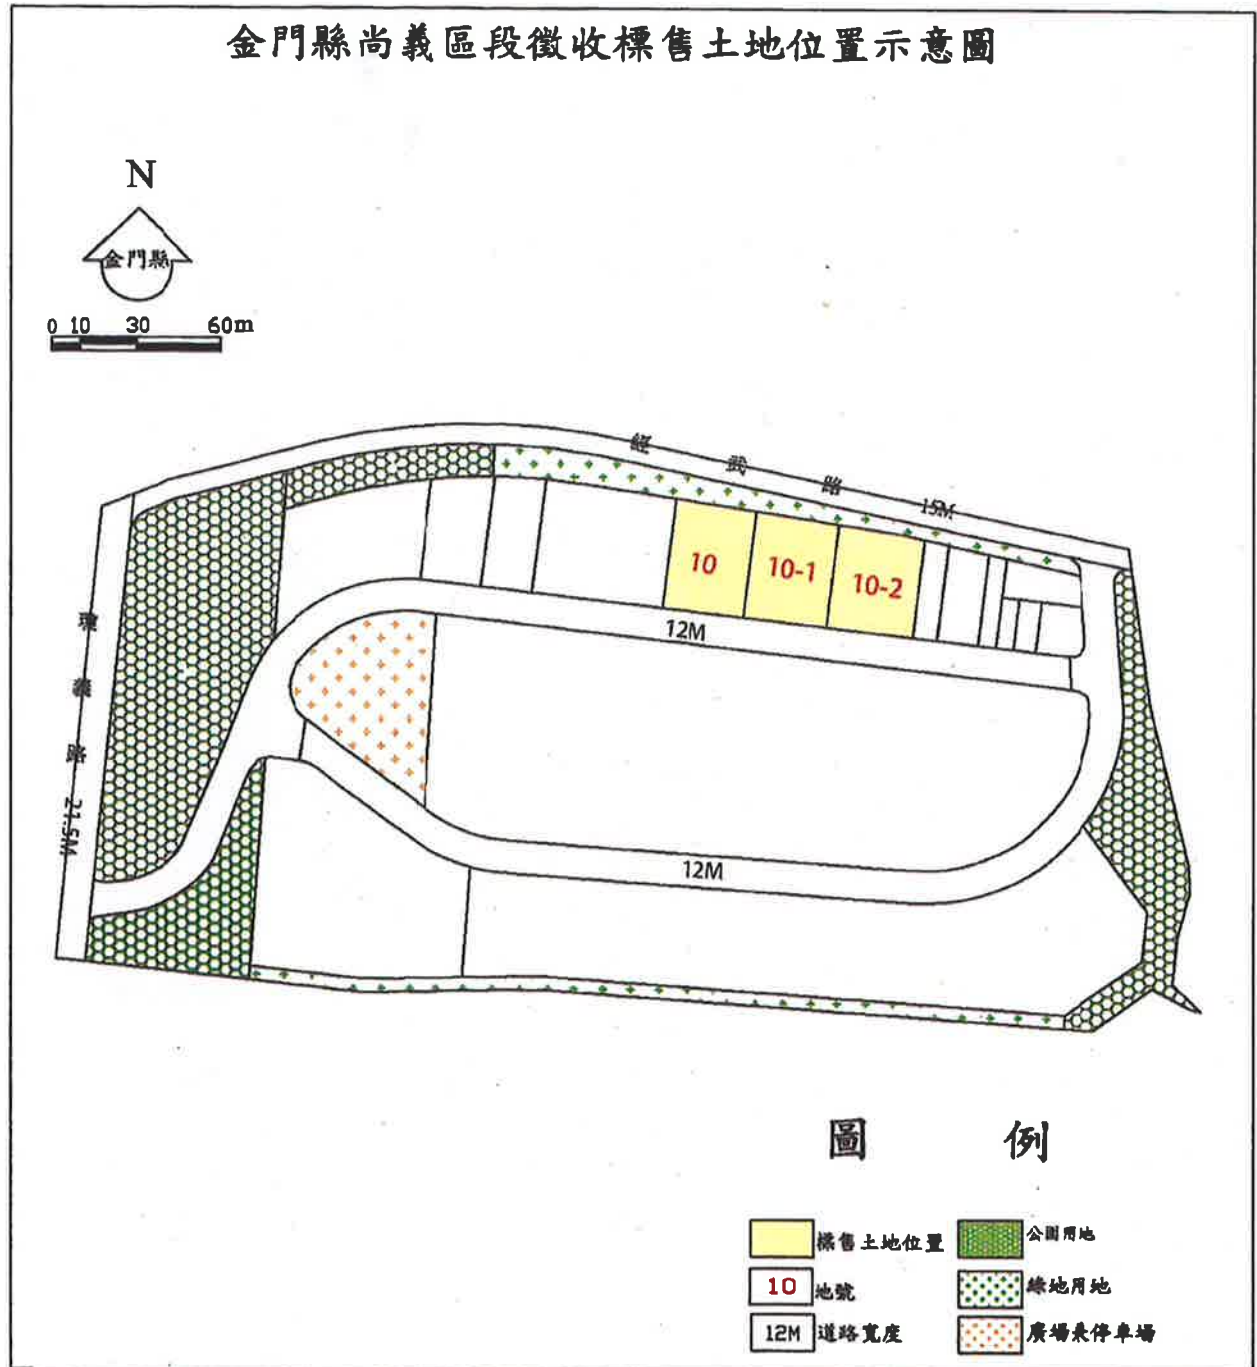 金門縣尚義區段徵收標售土地位置示意圖
N
金門縣
0 10 30 60m
經武路 15M
10
10-1
10-2
12M
環義路 21.5M
12M
圖例
標售土地位置
公園用地
10 地號
綠地用地
12M 道路寬度
廣場兼停車場